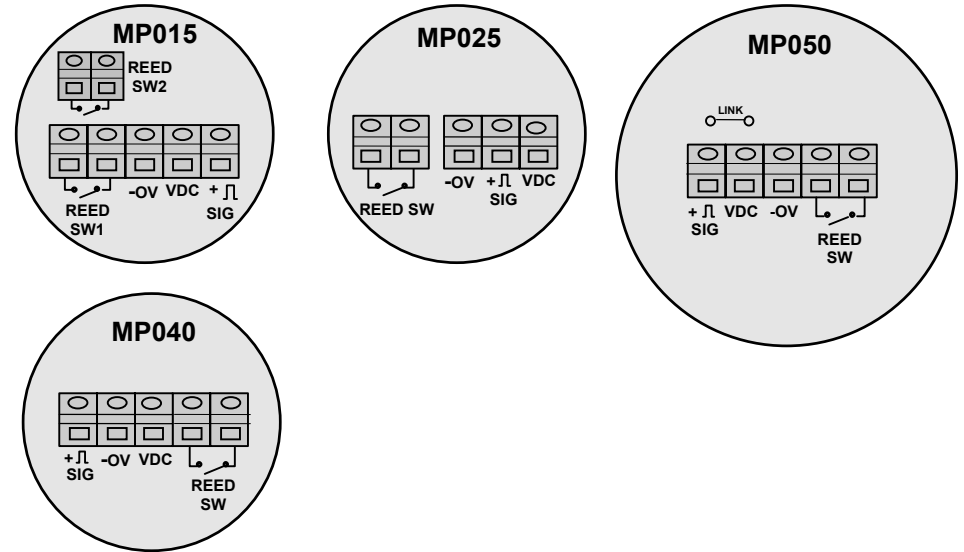 MP015
REED
SW2
-OV VDC + ⎍
SIG
REED
SW1
MP025
REED SW
-OV +⎍ VDC
SIG
MP050
LINK
+ ⎍ VDC -OV
SIG
REED
SW
MP040
+⎍ -OV VDC
SIG
REED
SW